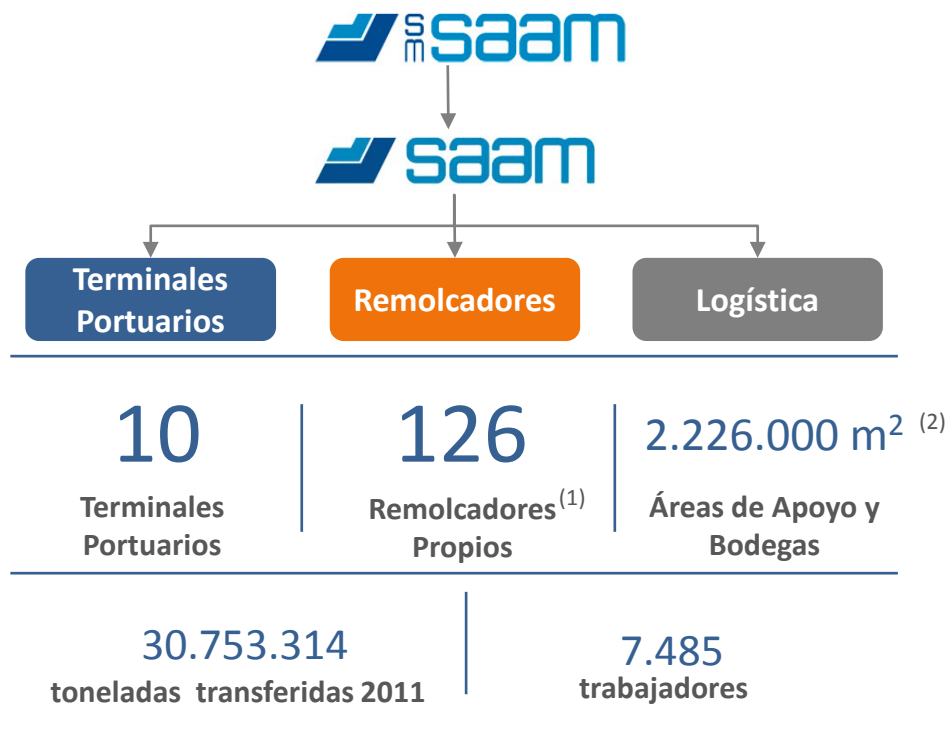 sm saam
saam
Terminales
Portuarios
Remolcadores
Logística
10
126
2.226.000 m² (2)
Terminales
Portuarios
Remolcadores(1)
Propios
Áreas de Apoyo y
Bodegas
30.753.314
toneladas transferidas 2011
7.485
trabajadores